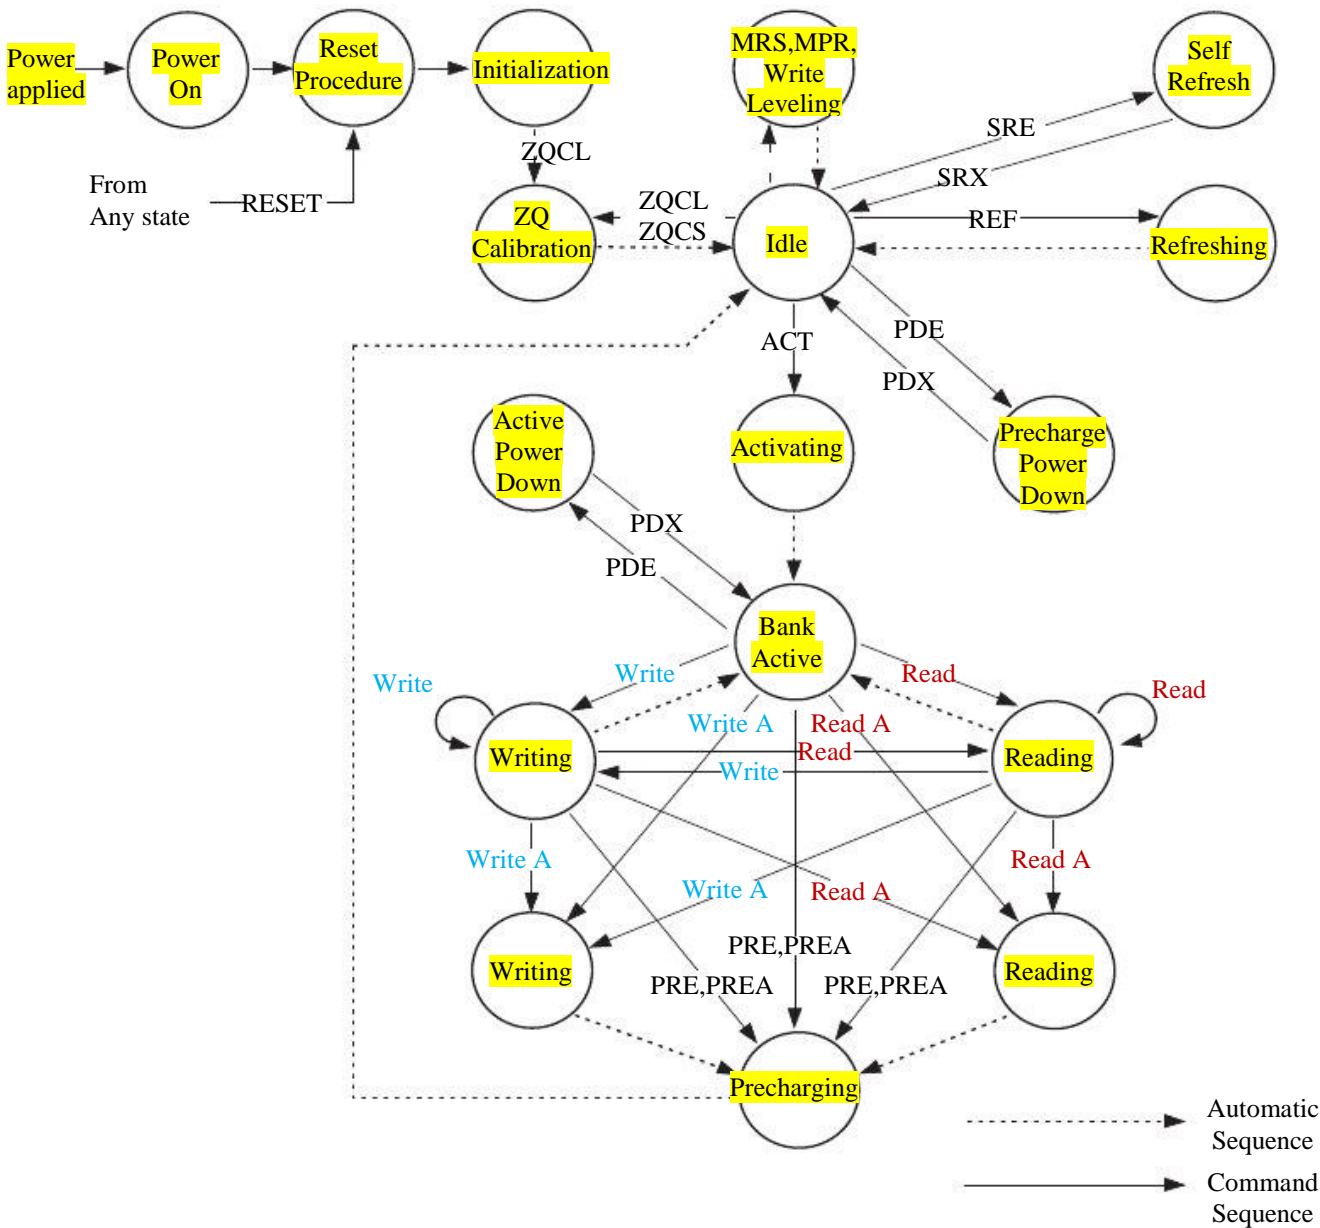 Power
applied
Power
On
Reset
Procedure
Initialization
MRS,MPR,
Write
Leveling
Self
Refresh
From
Any state
RESET
ZQCL
SRE
SRX
ZQ
Calibration
ZQCL
ZQCS
Idle
REF
Refreshing
ACT
PDE
PDX
Active
Power
Down
Activating
Precharge
Power
Down
PDX
PDE
Bank
Active
Write
Write
Read
Read
Write A
Read A
Writing
Read
Write
Reading
Write A
Write A
Read A
Read A
Writing
PRE,PREA
PRE,PREA
PRE,PREA
Reading
Precharging
Automatic
Sequence
Command
Sequence